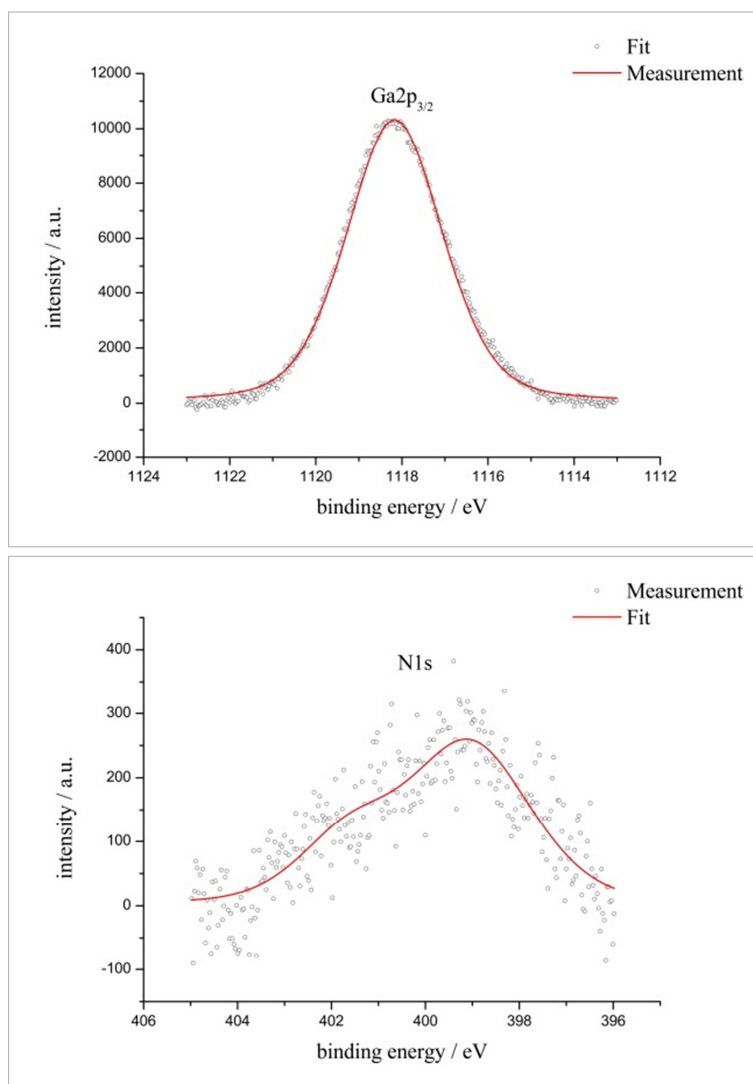 Fit
Measurement
Ga2p3/2
12000
10000
8000
6000
4000
2000
0
-2000
intensity / a.u.
1124 1122 1120 1118 1116 1114 1112
binding energy / eV
Measurement
Fit
N1s
400
300
200
100
0
-100
intensity / a.u.
406 404 402 400 398 396
binding energy / eV